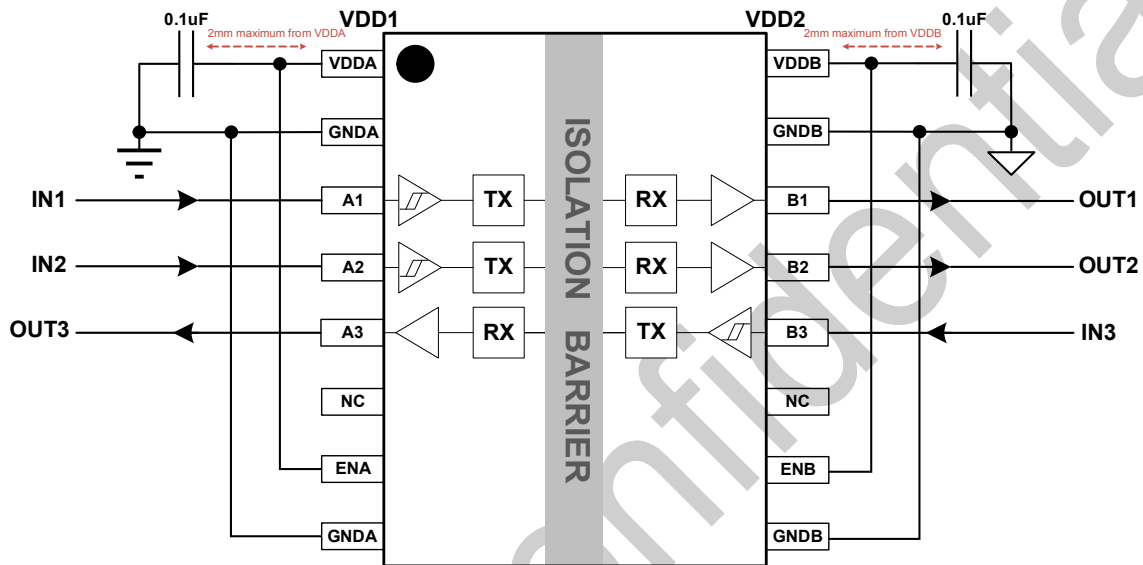 0.1uF VDD1 VDD2 0.1uF
2mm maximum from VDDA 2mm maximum from VDDB
VDDA VDDB
GNDA GNDB
IN1 A1 TX RX B1 OUT1
IN2 A2 TX RX B2 OUT2
OUT3 A3 RX TX B3 IN3
NC NC
ENA ENB
GNDA GNDB
ISOLATION BARRIER
onfidentia